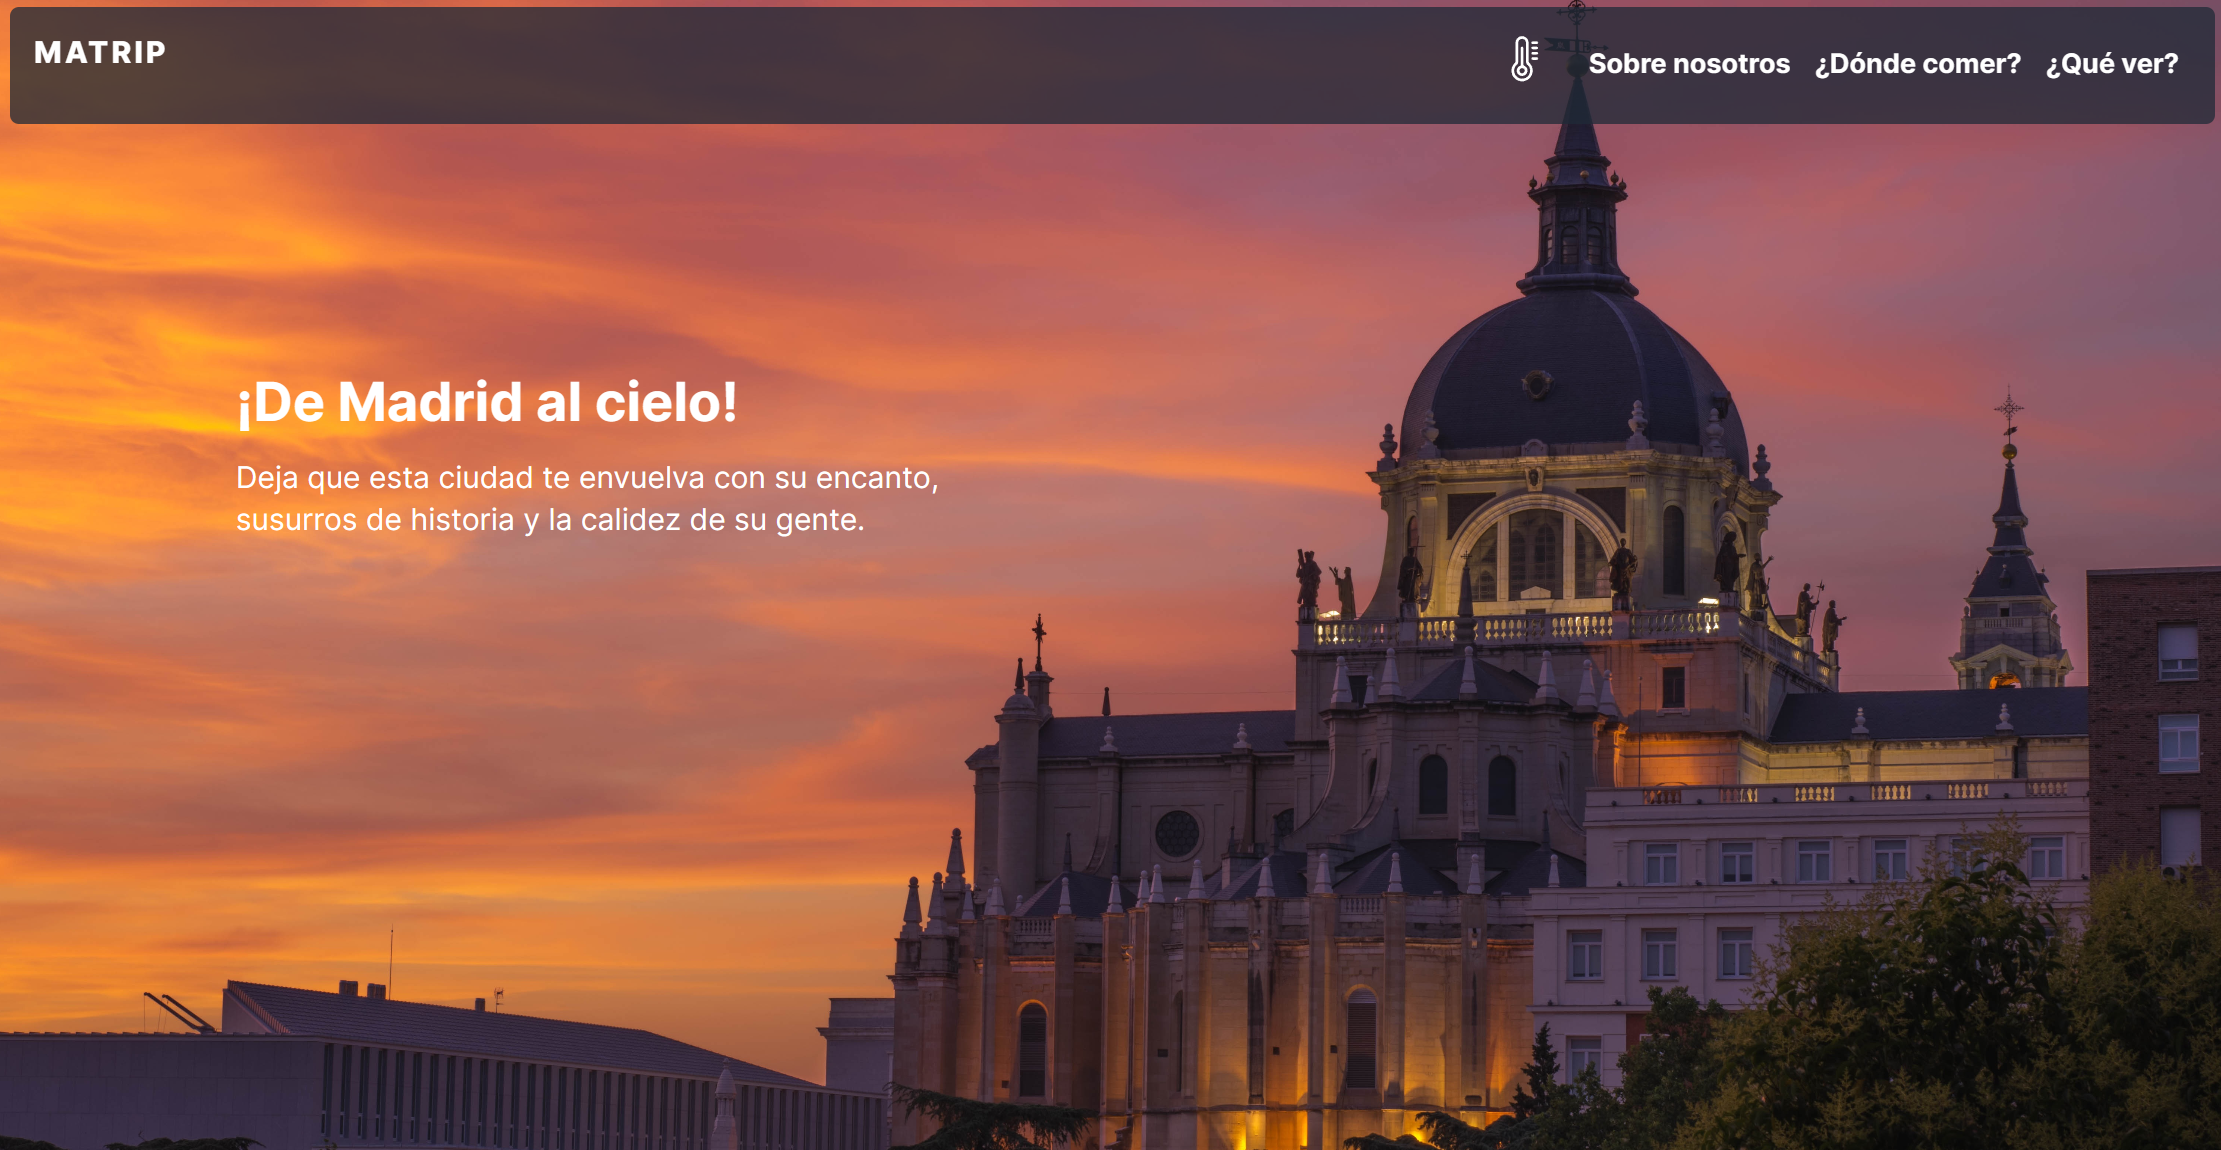 MATRIP
Sobre nosotros ¿Dónde comer? ¿Qué ver?
¡De Madrid al cielo!
Deja que esta ciudad te envuelva con su encanto,
susurros de historia y la calidez de su gente.